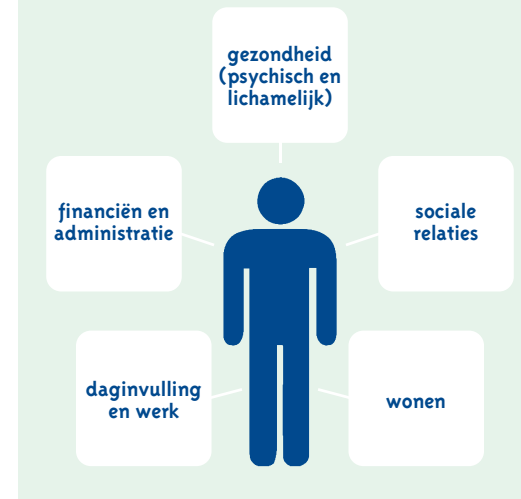 gezondheid
(psychisch en
lichamelijk)
financiën en
administratie
sociale
relaties
daginvulling
en werk
wonen